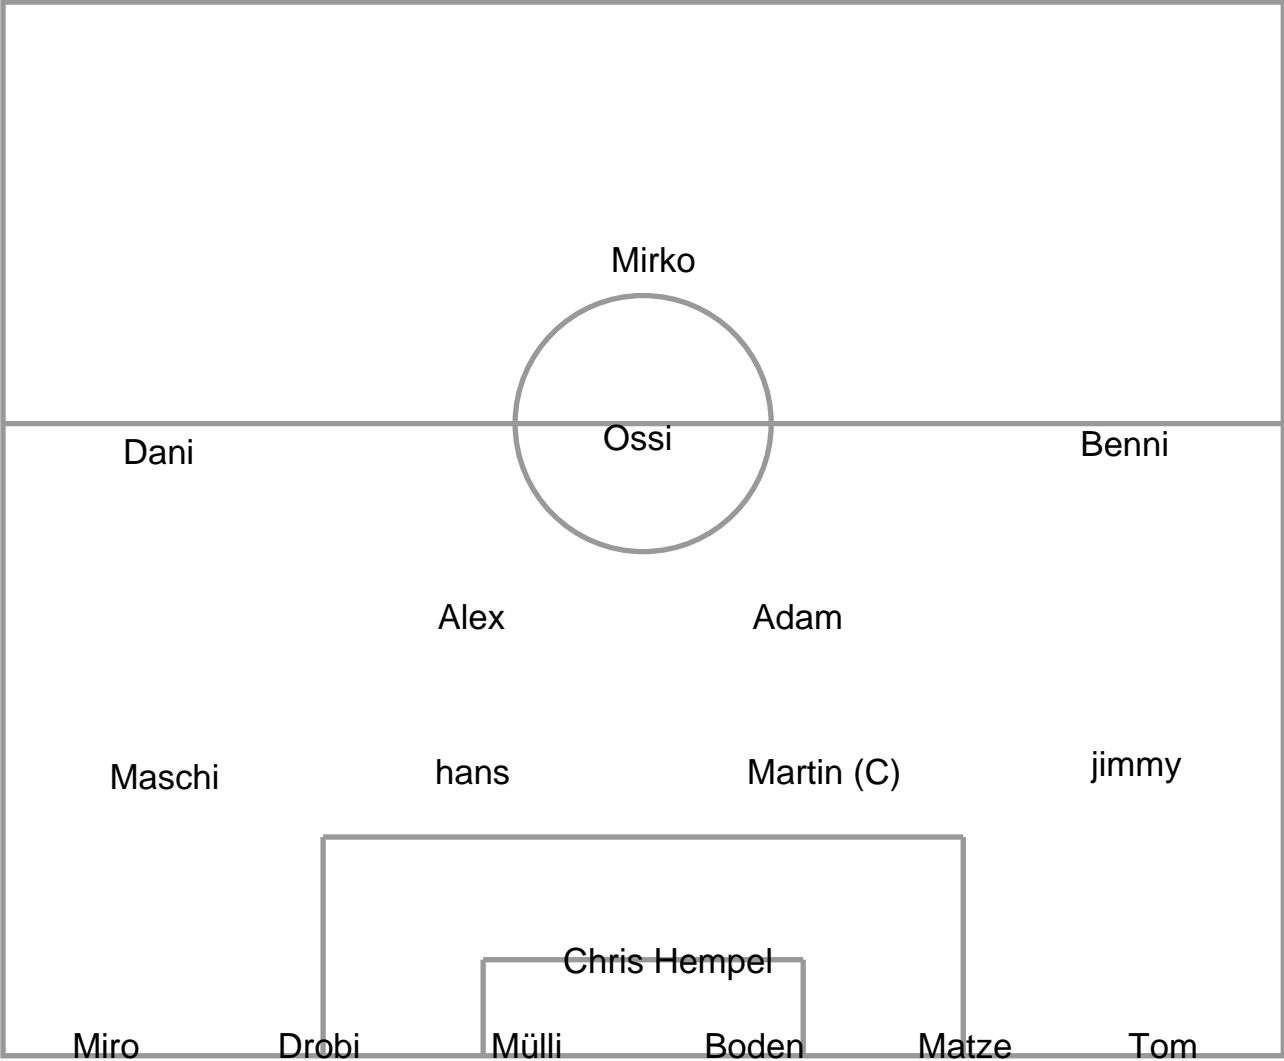 Mirko
Dani Ossi Benni
Alex Adam
Maschi hans Martin (C) jimmy
Chris Hempel
Miro Drobi Mülli Boden Matze Tom